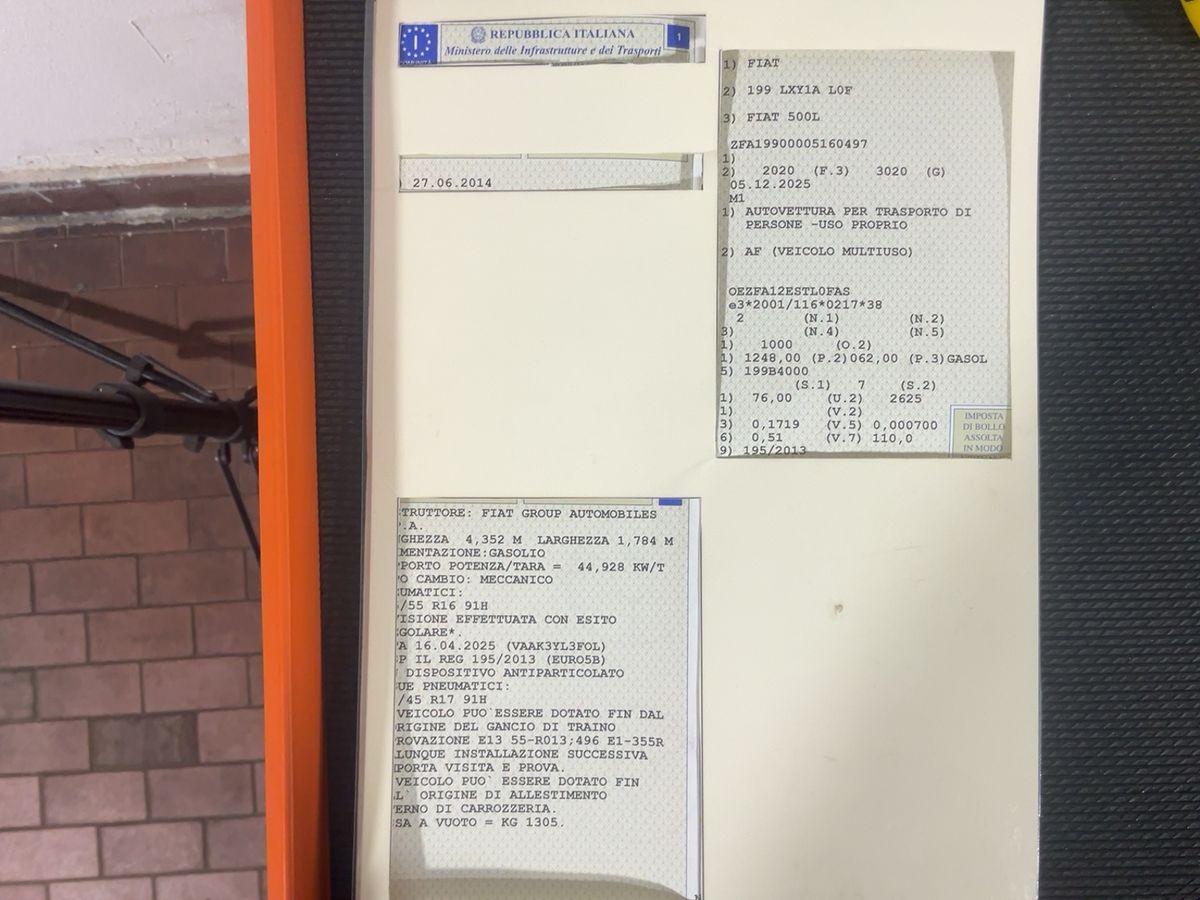 REPUBBLICA ITALIANA
Ministero delle Infrastrutture e dei Trasporti
1
I
) 27.06.2014
1) FIAT
2) 199 LXY1A L0F
3) FIAT 500L
ZFA19900005160497
1)
2) 2020 (F.3) 3020 (G)
05.12.2025
M1
1) AUTOVETTURA PER TRASPORTO DI
PERSONE -USO PROPRIO
2) AF (VEICOLO MULTIUSO)
OEZFA12ESTL0FAS
e3*2001/116*0217*38
2 (N.1) (N.2)
3) (N.4) (N.5)
1) 1000 (O.2)
1) 1248,00 (P.2)062,00 (P.3)GASOL
5) 199B4000
(S.1) 7 (S.2)
1) 76,00 (U.2) 2625
1) (V.2)
3) 0,1719 (V.5) 0,000700
6) 0,51 (V.7) 110,0
9) 195/2013
IMPOSTA
DI BOLLO
ASSOLTA
IN MODO
TRUTTORE: FIAT GROUP AUTOMOBILES
.A.
GHEZZA 4,352 M LARGHEZZA 1,784 M
MENTAZIONE:GASOLIO
PORTO POTENZA/TARA = 44,928 KW/T
O CAMBIO: MECCANICO
UMATICI:
/55 R16 91H
ISIONE EFFETTUATA CON ESITO
GOLARE*.
A 16.04.2025 (VAAK3YL3FOL)
P IL REG 195/2013 (EURO5B)
DISPOSITIVO ANTIPARTICOLATO
UE PNEUMATICI:
/45 R17 91H
VEICOLO PUO`ESSERE DOTATO FIN DAL
RIGINE DEL GANCIO DI TRAINO
ROVAZIONE E13 55-R013;496 E1-355R
LUNQUE INSTALLAZIONE SUCCESSIVA
PORTA VISITA E PROVA.
VEICOLO PUO` ESSERE DOTATO FIN
L` ORIGINE DI ALLESTIMENTO
ERNO DI CARROZZERIA.
SA A VUOTO = KG 1305.